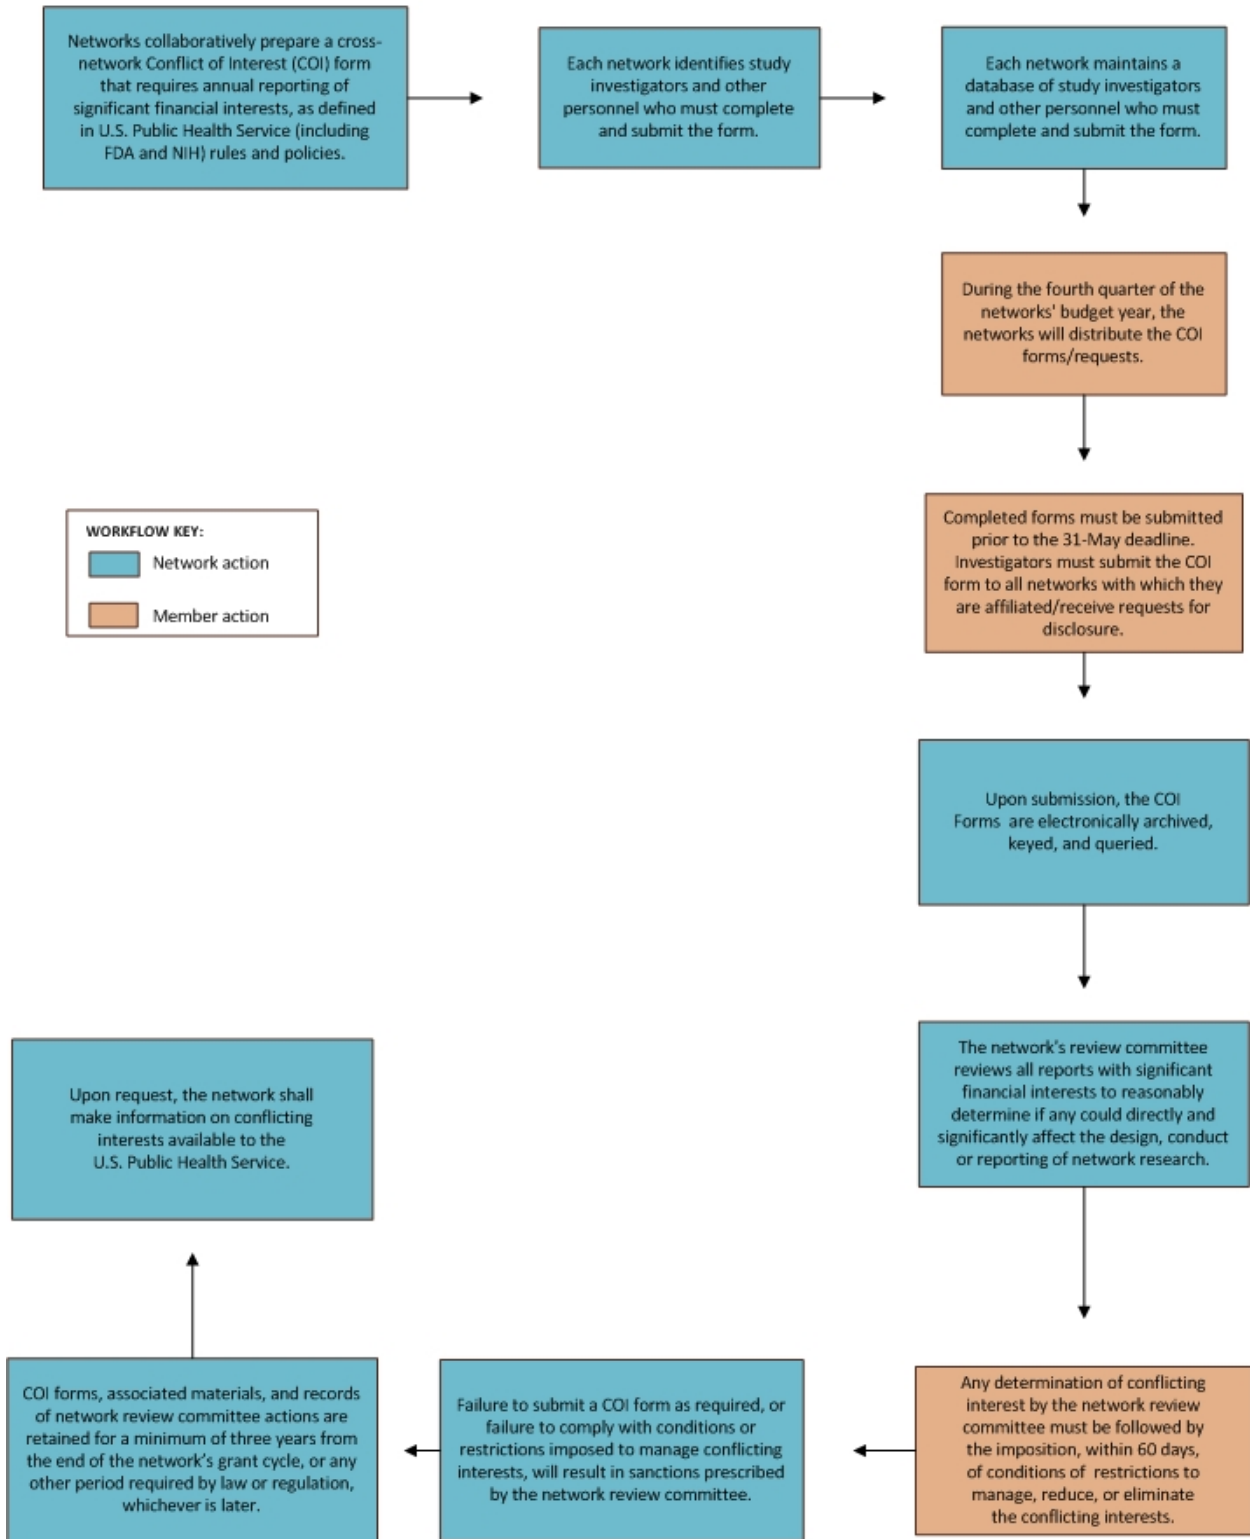 Networks collaboratively prepare a cross-
network Conflict of Interest (COI) form
that requires annual reporting of
significant financial interests, as defined
in U.S. Public Health Service (including
FDA and NIH) rules and policies.
Each network identifies study
investigators and other
personnel who must complete
and submit the form.
Each network maintains a
database of study investigators
and other personnel who must
complete and submit the form.
During the fourth quarter of the
networks' budget year, the
networks will distribute the COI
forms/requests.
Completed forms must be submitted
prior to the 31-May deadline.
Investigators must submit the COI
form to all networks with which they
are affiliated/receive requests for
disclosure.
WORKFLOW KEY:
Network action
Member action
Upon submission, the COI
Forms are electronically archived,
keyed, and queried.
The network's review committee
reviews all reports with significant
financial interests to reasonably
determine if any could directly and
significantly affect the design, conduct
or reporting of network research.
Any determination of conflicting
interest by the network review
committee must be followed by
the imposition, within 60 days,
of conditions of restrictions to
manage, reduce, or eliminate
the conflicting interests.
Failure to submit a COI form as required, or
failure to comply with conditions or
restrictions imposed to manage conflicting
interests, will result in sanctions prescribed
by the network review committee.
COI forms, associated materials, and records
of network review committee actions are
retained for a minimum of three years from
the end of the network's grant cycle, or any
other period required by law or regulation,
whichever is later.
Upon request, the network shall
make information on conflicting
interests available to the
U.S. Public Health Service.